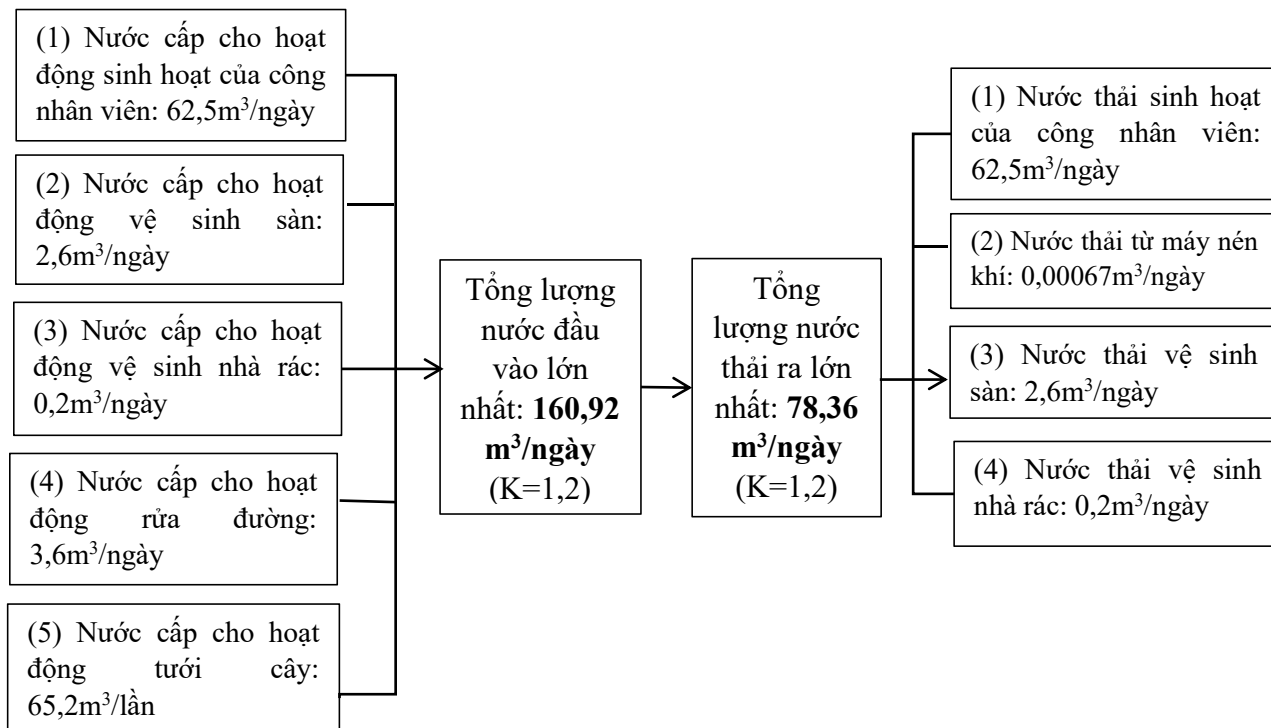 (1) Nước cấp cho hoạt
động sinh hoạt của công
nhân viên: 62,5m³/ngày
(2) Nước cấp cho hoạt
động vệ sinh sàn:
2,6m³/ngày
(3) Nước cấp cho hoạt
động vệ sinh nhà rác:
0,2m³/ngày
(4) Nước cấp cho hoạt
động rửa đường:
3,6m³/ngày
(5) Nước cấp cho hoạt
động tưới cây:
65,2m³/lần
Tổng lượng
nước đầu
vào lớn
nhất: 160,92
m³/ngày
(K=1,2)
Tổng
lượng nước
thải ra lớn
nhất: 78,36
m³/ngày
(K=1,2)
(1) Nước thải sinh hoạt
của công nhân viên:
62,5m³/ngày
(2) Nước thải từ máy nén
khí: 0,00067m³/ngày
(3) Nước thải vệ sinh
sàn: 2,6m³/ngày
(4) Nước thải vệ sinh
nhà rác: 0,2m³/ngày